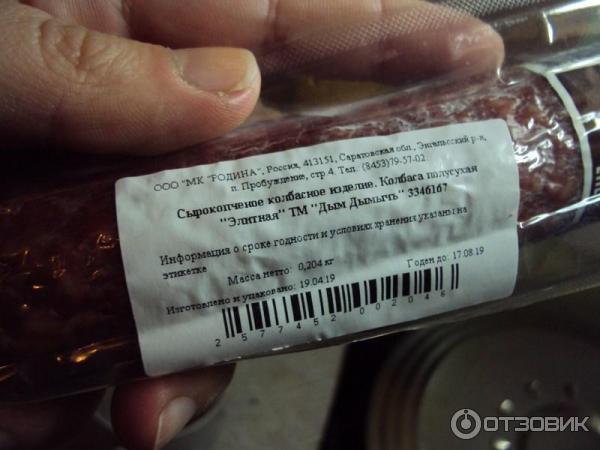 ООО "МК "РОДИНА", Россия, 413151, Саратовская обл., Энгельсский р-н,
п. Пробуждение, стр 4. Тел.: (8453)79-57-02
Сырокопченое колбасное изделие. Колбаса полусухая
"Элитная" ТМ "Дым Дымычъ" 3346167
Информация о сроке годности и условиях хранения указаны на
этикетке
Масса нетто: 0,204 кг
Изготовлено и упаковано: 19.04.19 Годен до: 17.08.19
2 577452 002046
ОТЗОВИК